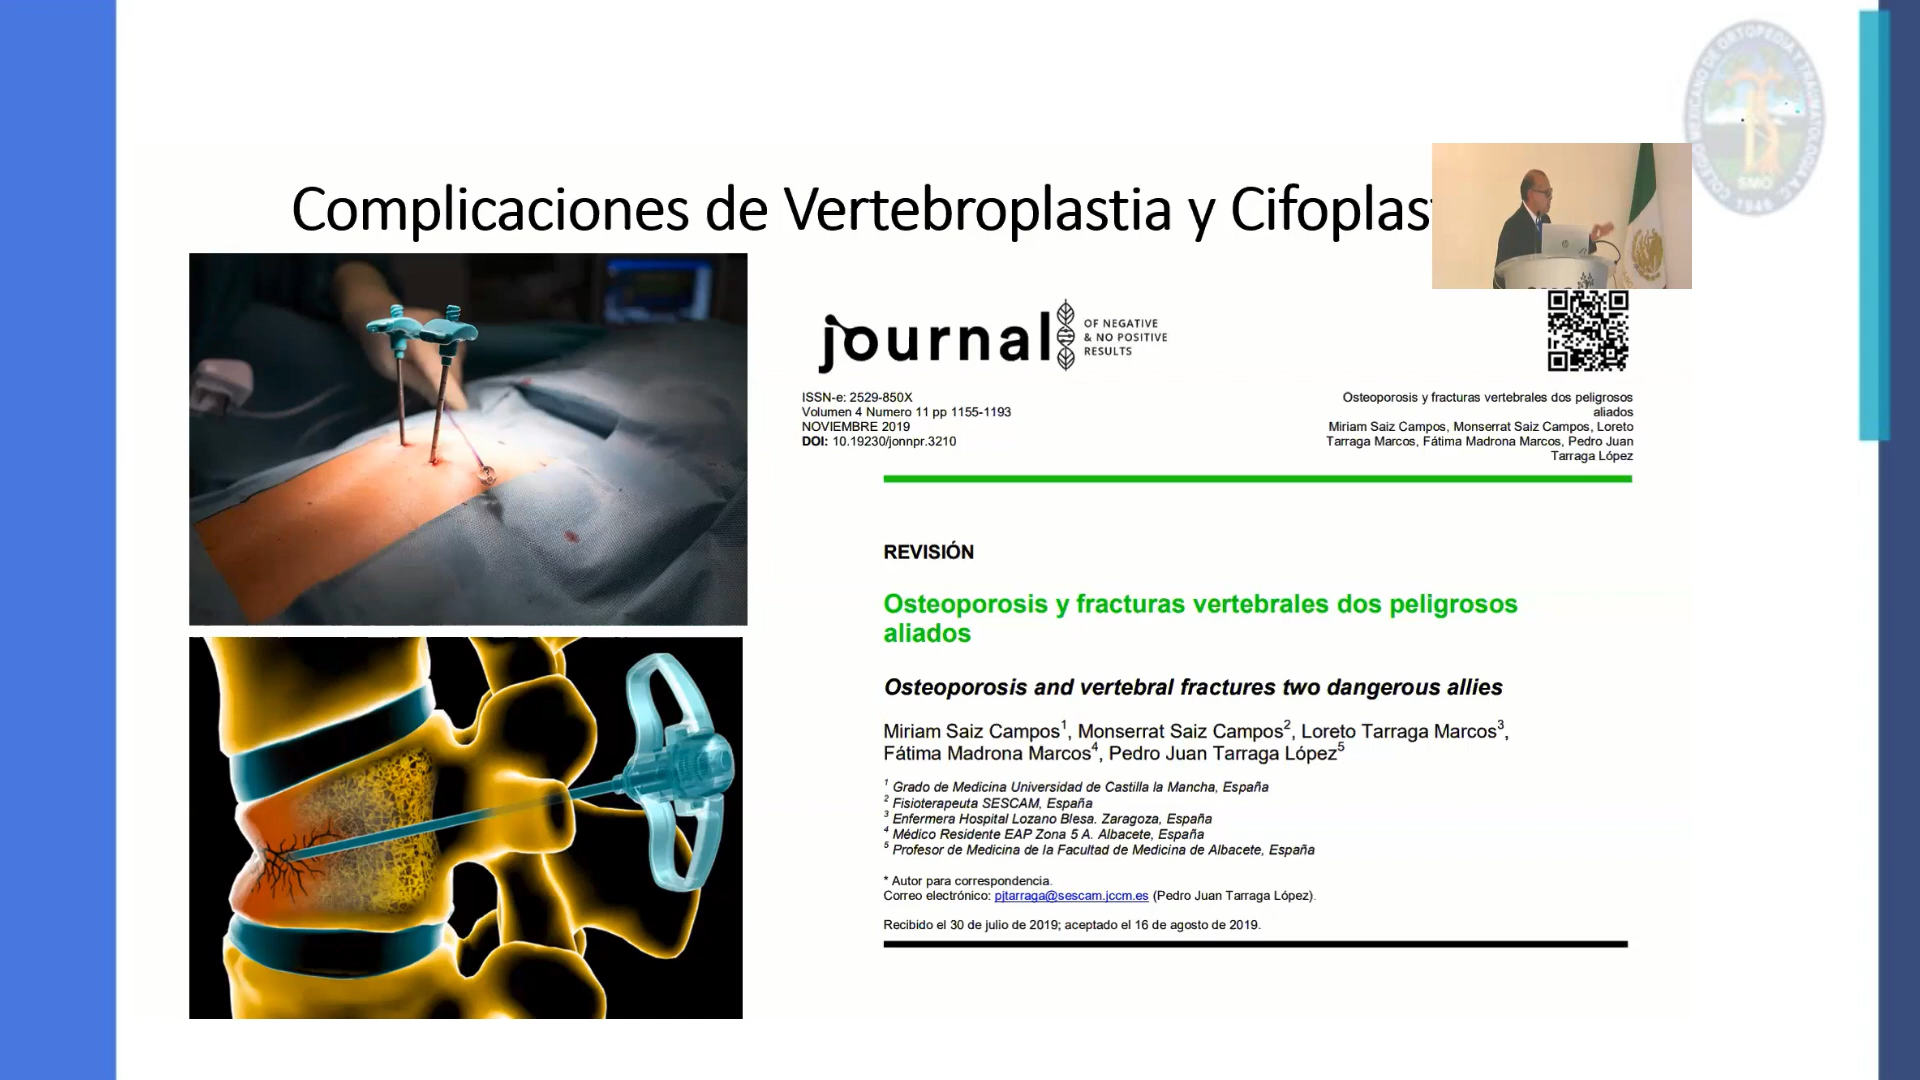 COLEGIO MEXICANO DE ORTOPEDIA Y TRAUMATOLOGIA A.C.
SMO
1946
Complicaciones de Vertebroplastia y Cifoplas
journal
OF NEGATIVE
& NO POSITIVE
RESULTS
ISSN-e: 2529-850X
Volumen 4 Numero 11 pp 1155-1193
NOVIEMBRE 2019
DOI: 10.19230/jonnpr.3210
Osteoporosis y fracturas vertebrales dos peligrosos
aliados
Miriam Saiz Campos, Monserrat Saiz Campos, Loreto
Tarraga Marcos, Fátima Madrona Marcos, Pedro Juan
Tarraga López
REVISIÓN
Osteoporosis y fracturas vertebrales dos peligrosos
aliados
Osteoporosis and vertebral fractures two dangerous allies
Miriam Saiz Campos1, Monserrat Saiz Campos2, Loreto Tarraga Marcos3,
Fátima Madrona Marcos4, Pedro Juan Tarraga López5
1 Grado de Medicina Universidad de Castilla la Mancha, España
2 Fisioterapeuta SESCAM, España
3 Enfermera Hospital Lozano Blesa. Zaragoza, España
4 Médico Residente EAP Zona 5 A. Albacete, España
5 Profesor de Medicina de la Facultad de Medicina de Albacete, España
* Autor para correspondencia.
Correo electrónico: pjtarraga@sescam.jccm.es (Pedro Juan Tarraga López).
Recibido el 30 de julio de 2019; aceptado el 16 de agosto de 2019.